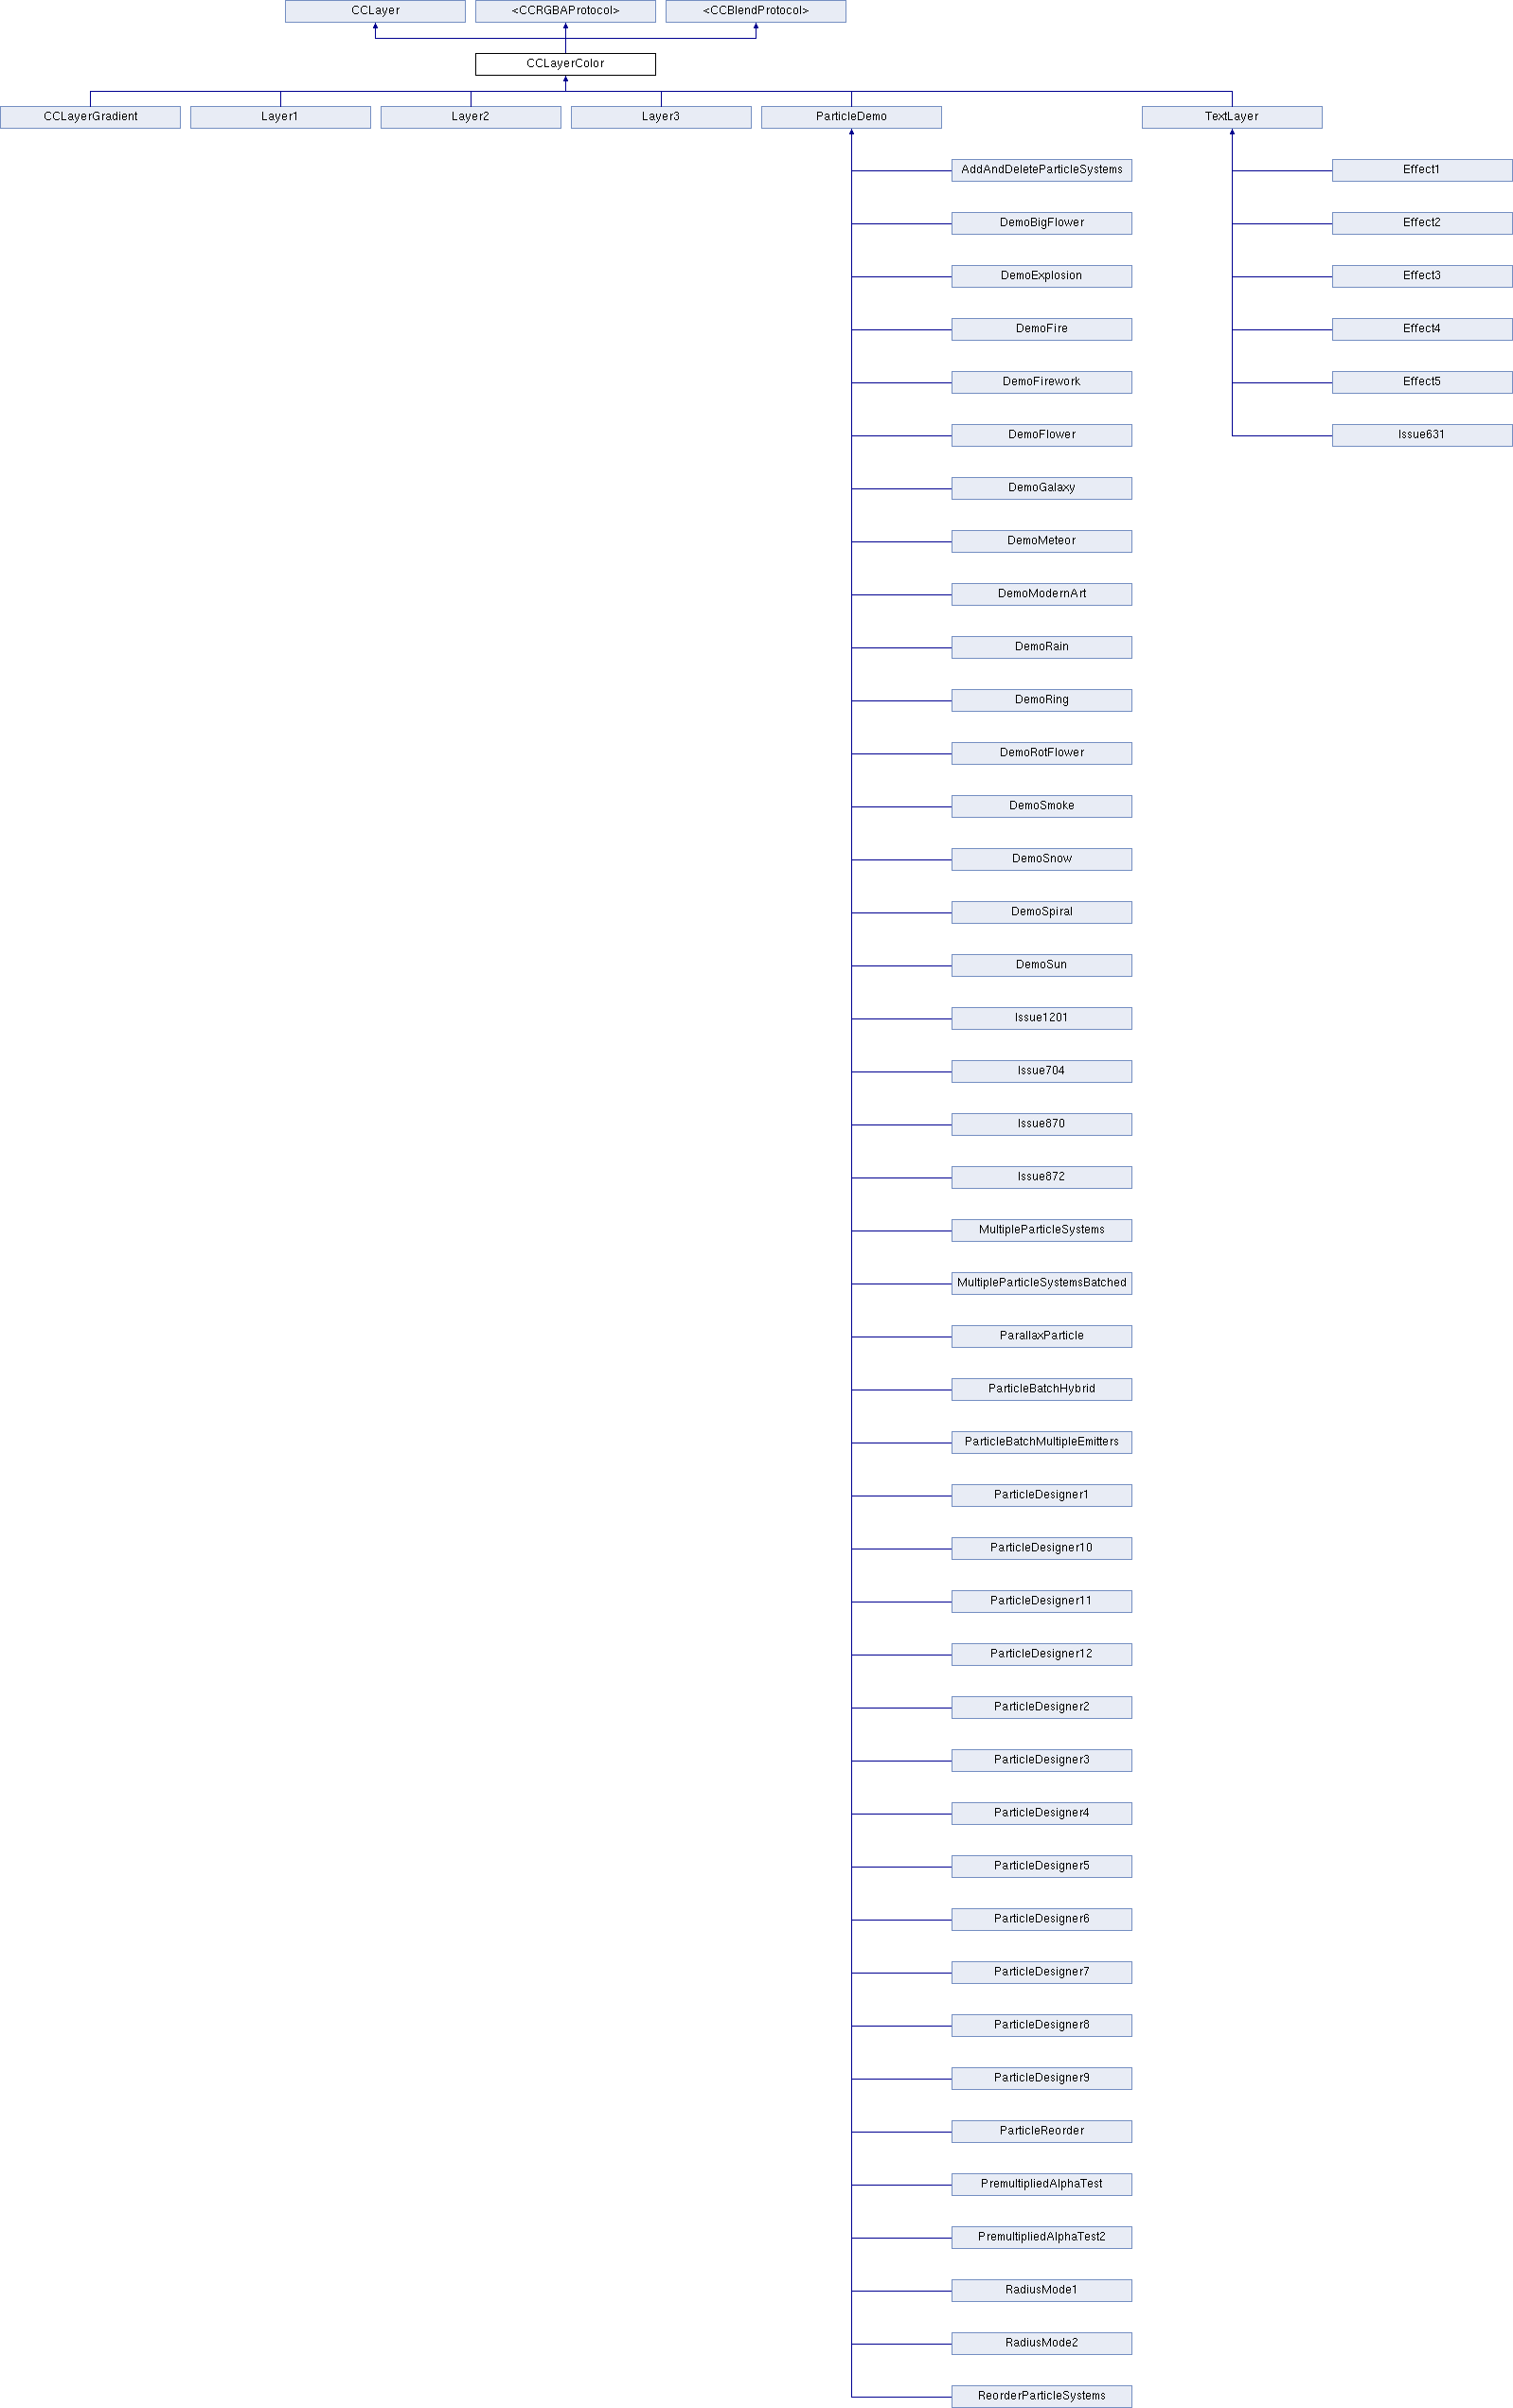 CCLayer
<CCRGBAProtocol>
<CCBlendProtocol>
CCLayerColor
CCLayerGradient
Layer1
Layer2
Layer3
ParticleDemo
TextLayer
AddAndDeleteParticleSystems
DemoBigFlower
DemoExplosion
DemoFire
DemoFirework
DemoFlower
DemoGalaxy
DemoMeteor
DemoModernArt
DemoRain
DemoRing
DemoRotFlower
DemoSmoke
DemoSnow
DemoSpiral
DemoSun
Issue1201
Issue704
Issue870
Issue872
MultipleParticleSystems
MultipleParticleSystemsBatched
ParallaxParticle
ParticleBatchHybrid
ParticleBatchMultipleEmitters
ParticleDesigner1
ParticleDesigner10
ParticleDesigner11
ParticleDesigner12
ParticleDesigner2
ParticleDesigner3
ParticleDesigner4
ParticleDesigner5
ParticleDesigner6
ParticleDesigner7
ParticleDesigner8
ParticleDesigner9
ParticleReorder
PremultipliedAlphaTest
PremultipliedAlphaTest2
RadiusMode1
RadiusMode2
ReorderParticleSystems
Effect1
Effect2
Effect3
Effect4
Effect5
Issue631